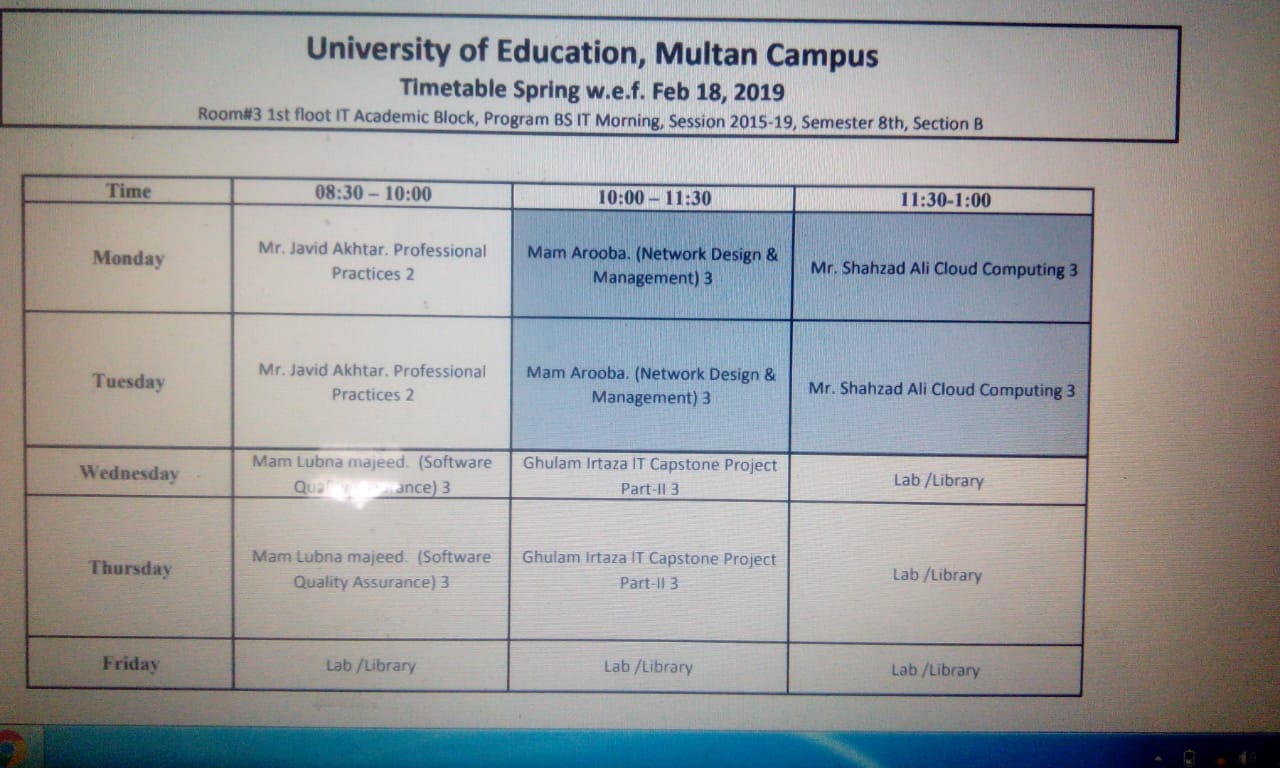 University of Education, Multan Campus
Timetable Spring w.e.f. Feb 18, 2019
Room#3 1st floot IT Academic Block, Program BS IT Morning, Session 2015-19, Semester 8th, Section B
Time 08:30 – 10:00 10:00 – 11:30 11:30-1:00
Monday
Mr. Javid Akhtar. Professional
Practices 2
Mam Arooba. (Network Design &
Management) 3
Mr. Shahzad Ali Cloud Computing 3
Tuesday
Mr. Javid Akhtar. Professional
Practices 2
Mam Arooba. (Network Design &
Management) 3
Mr. Shahzad Ali Cloud Computing 3
Wednesday
Mam Lubna majeed. (Software
3
Ghulam Irtaza IT Capstone Project
Part-II 3
Lab /Library
Thursday
Mam Lubna majeed. (Software
Quality Assurance) 3
Ghulam Irtaza IT Capstone Project
Part-II 3
Lab /Library
Friday
Lab /Library
Lab /Library
Lab /Library